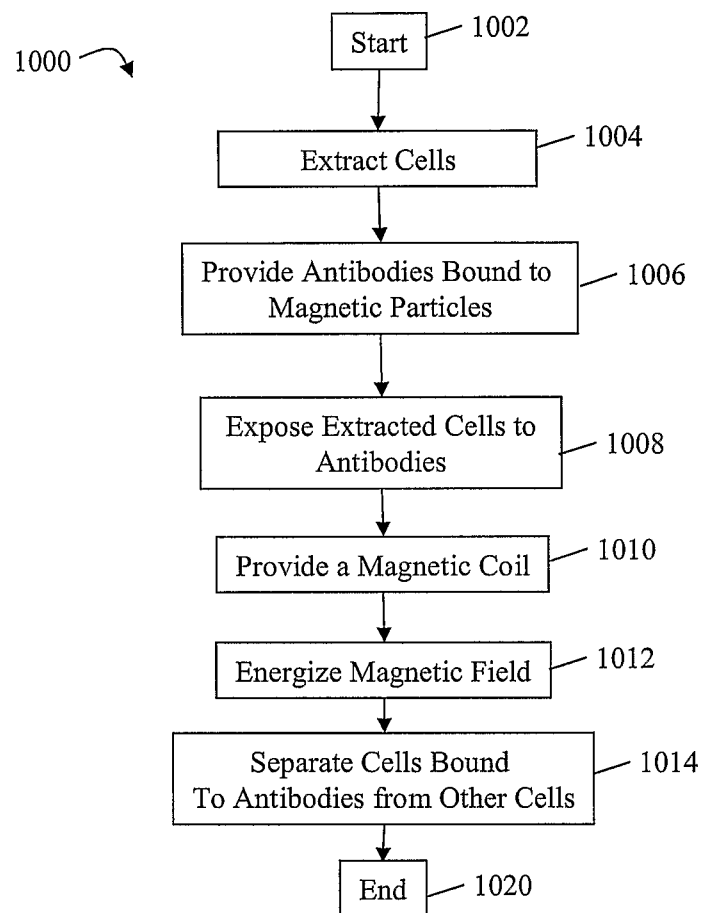 1000
Start
1002
Extract Cells
1004
Provide Antibodies Bound to
Magnetic Particles
1006
Expose Extracted Cells to
Antibodies
1008
Provide a Magnetic Coil
1010
Energize Magnetic Field
1012
Separate Cells Bound
To Antibodies from Other Cells
1014
End
1020